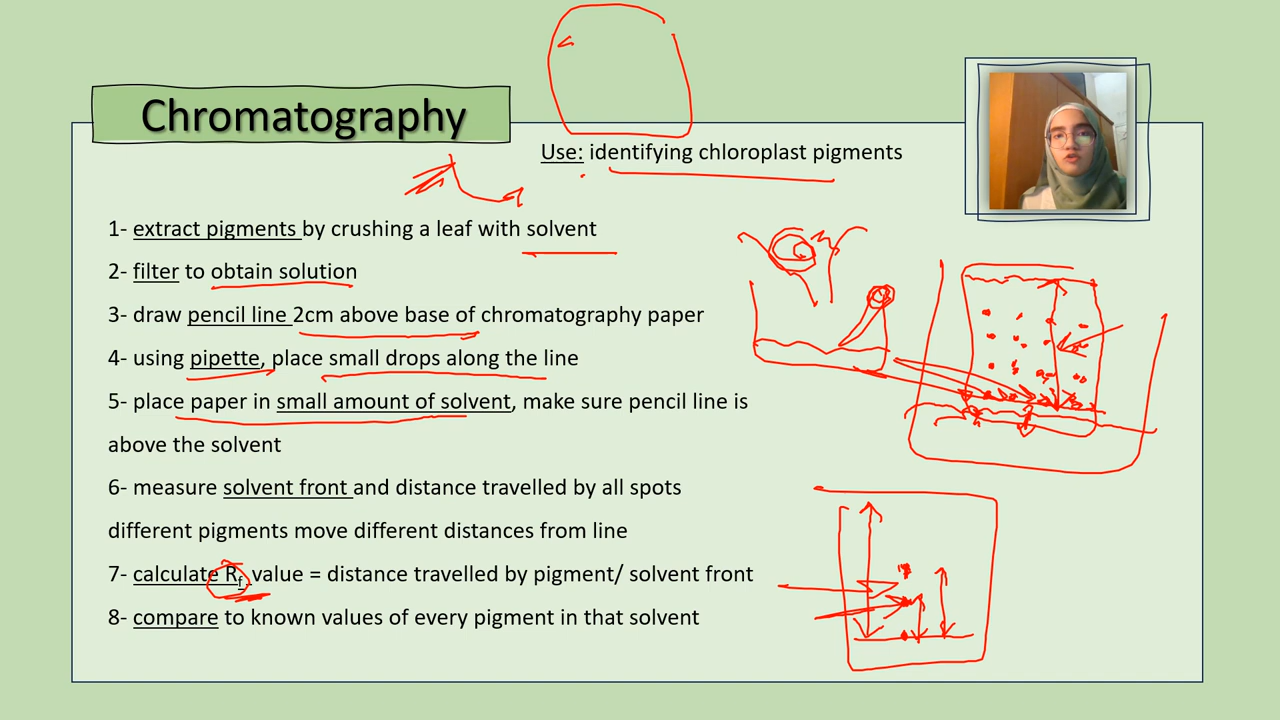 Chromatography
Use: identifying chloroplast pigments
1- extract pigments by crushing a leaf with solvent
2- filter to obtain solution
3- draw pencil line 2cm above base of chromatography paper
4- using pipette, place small drops along the line
5- place paper in small amount of solvent, make sure pencil line is
above the solvent
6- measure solvent front and distance travelled by all spots
different pigments move different distances from line
7- calculate Rf value = distance travelled by pigment/ solvent front
8- compare to known values of every pigment in that solvent